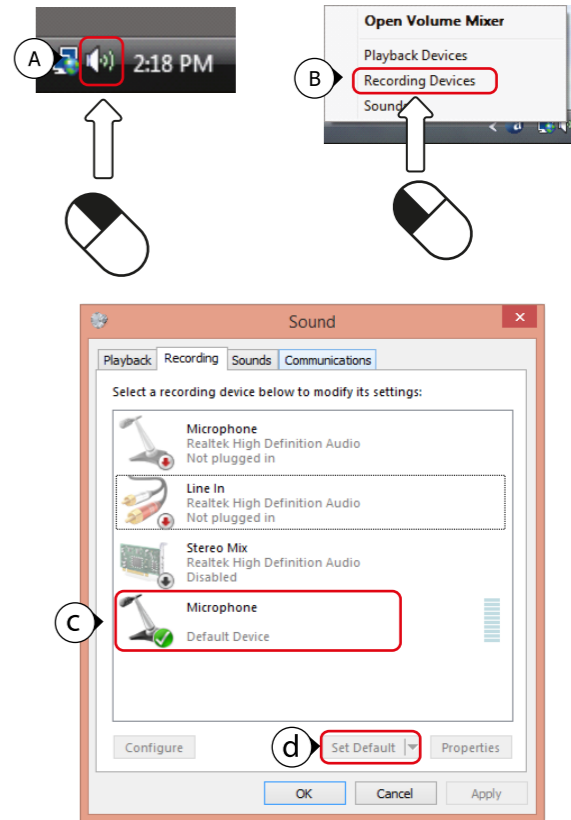 A
2:18 PM
B
Open Volume Mixer
Playback Devices
Recording Devices
Sound
Sound
Playback
Recording
Sounds
Communications
Select a recording device below to modify its settings:
Microphone
Realtek High Definition Audio
Not plugged in
Line In
Realtek High Definition Audio
Not plugged in
Stereo Mix
Realtek High Definition Audio
Disabled
C
Microphone
Default Device
Configure
d
Set Default
Properties
OK
Cancel
Apply